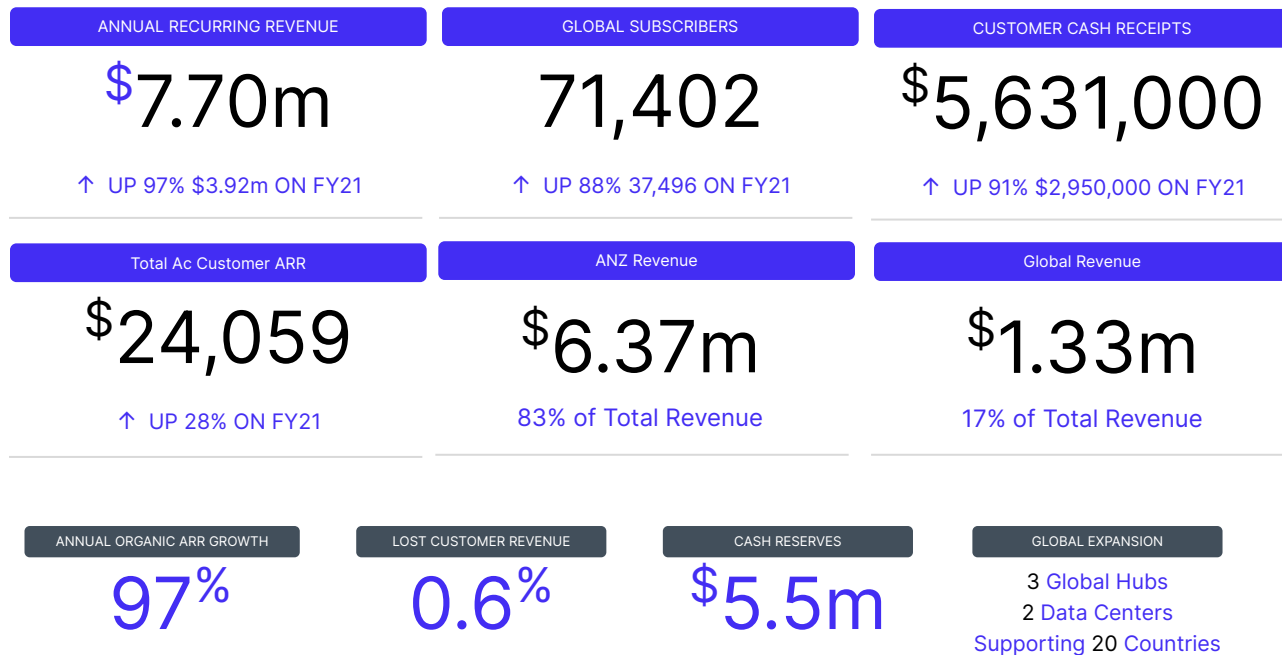 ANNUAL RECURRING REVENUE
$7.70m
↑ UP 97% $3.92m ON FY21
GLOBAL SUBSCRIBERS
71,402
↑ UP 88% 37,496 ON FY21
CUSTOMER CASH RECEIPTS
$5,631,000
↑ UP 91% $2,950,000 ON FY21
Total Ac Customer ARR
$24,059
↑ UP 28% ON FY21
ANZ Revenue
$6.37m
83% of Total Revenue
Global Revenue
$1.33m
17% of Total Revenue
ANNUAL ORGANIC ARR GROWTH
97%
LOST CUSTOMER REVENUE
0.6%
CASH RESERVES
$5.5m
GLOBAL EXPANSION
3 Global Hubs
2 Data Centers
Supporting 20 Countries